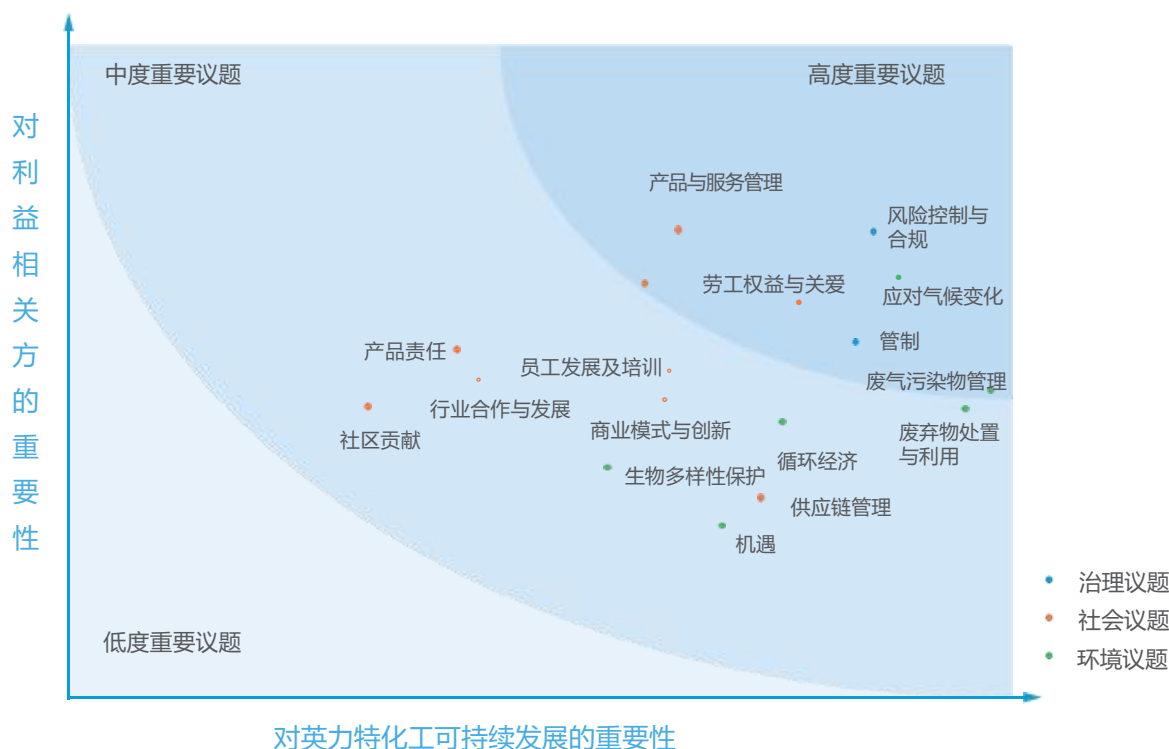 中度重要议题
高度重要议题
对利益相关方的重要性
产品与服务管理
风险控制与
合规
劳工权益与关爱
应对气候变化
管制
产品责任
员工发展及培训
废气污染物管理
行业合作与发展
社区贡献
商业模式与创新
废弃物处置
与利用
循环经济
生物多样性保护
供应链管理
机遇
低度重要议题
治理议题
社会议题
环境议题
对英力特化工可持续发展的重要性